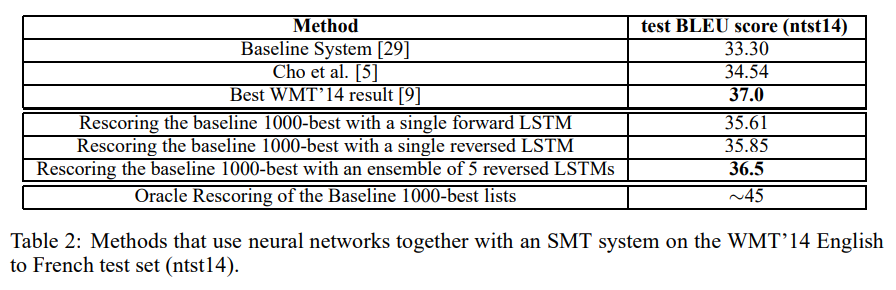 Method test BLEU score (ntst14)
Baseline System [29] 33.30
Cho et al. [5] 34.54
Best WMT'14 result [9] 37.0
Rescoring the baseline 1000-best with a single forward LSTM 35.61
Rescoring the baseline 1000-best with a single reversed LSTM 35.85
Rescoring the baseline 1000-best with an ensemble of 5 reversed LSTMs 36.5
Oracle Rescoring of the Baseline 1000-best lists ∼45
Table 2: Methods that use neural networks together with an SMT system on the WMT'14 English
to French test set (ntst14).